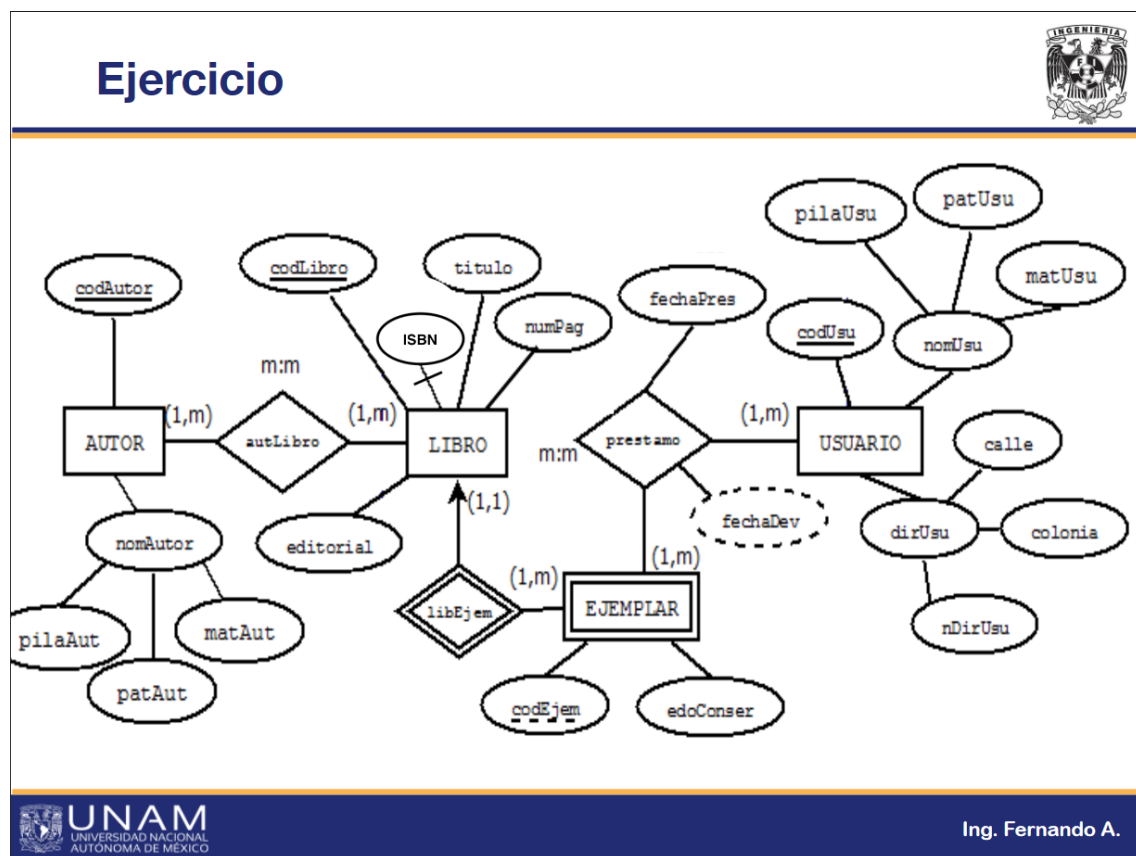 Ejercicio
INGENIERIA
patUsu
pilaUsu
codLibro
titulo
matUsu
codAutor
fechaPres
numPag
codUsu
ISBN
nomUsu
m:m
(1,m)
(1,m)
(1,m)
AUTOR
autLibro
LIBRO
prestamo
USUARIO
calle
m:m
(1,1)
fechaDev
dirUsu
colonia
nomAutor
editorial
(1,m)
(1,m)
libEjem
EJEMPLAR
matAut
nDirUsu
pilaAut
patAut
codEjem
edoConser
UNAM
UNIVERSIDAD NACIONAL
AUTÓNOMA DE MÉXICO
Ing. Fernando A.